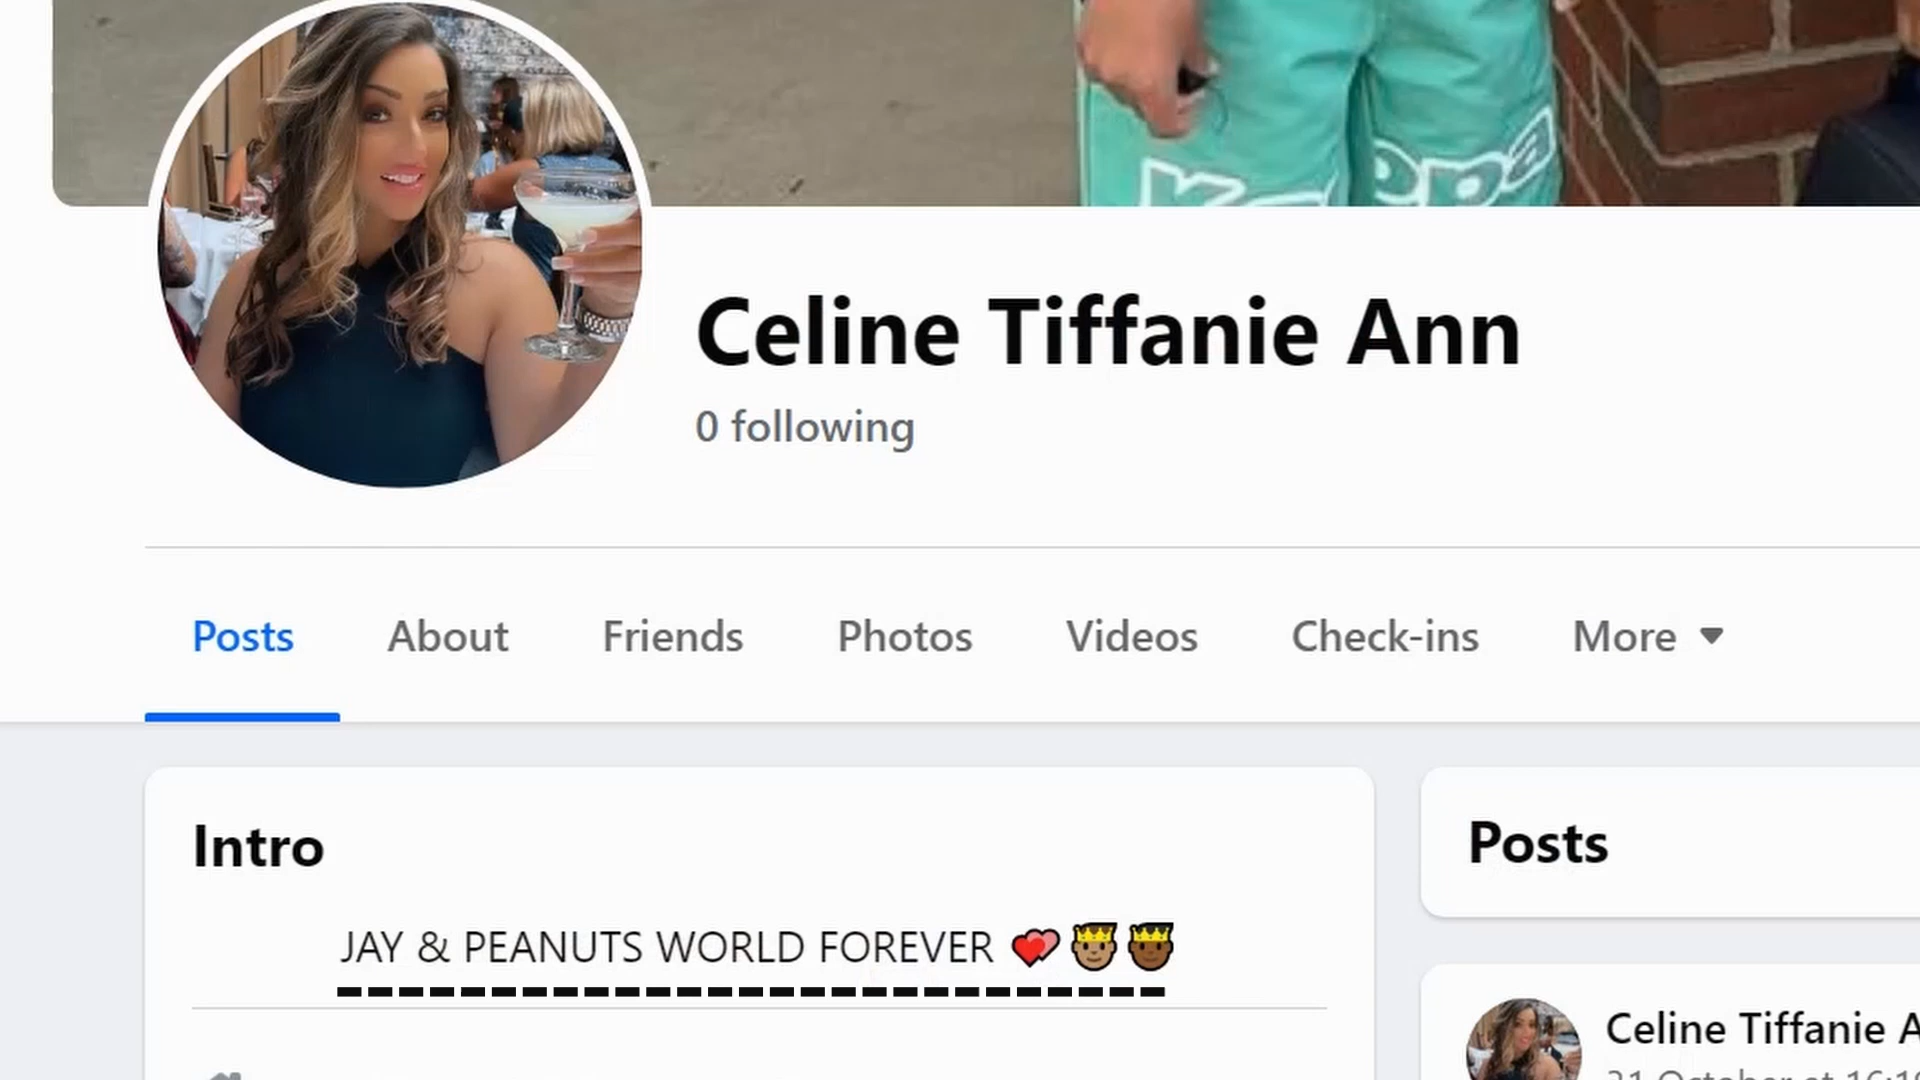 Kappa
Celine Tiffanie Ann
0 following
Posts
About
Friends
Photos
Videos
Check-ins
More
Intro
JAY & PEANUTS WORLD FOREVER 💕🤴🏽🤴🏾
Posts
Celine Tiffanie A